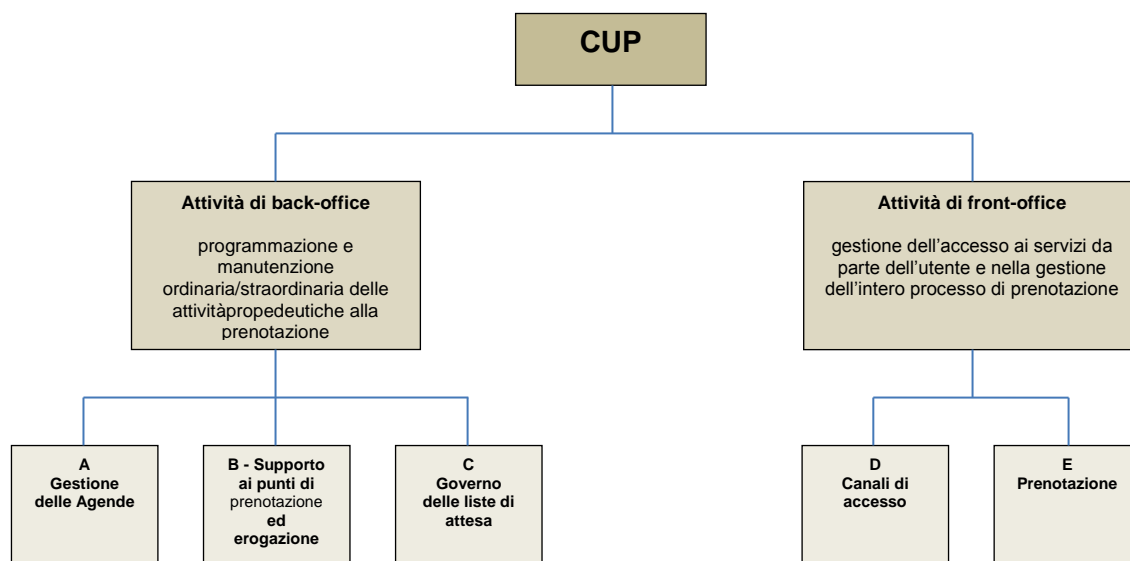 CUP
Attività di back-office
programmazione e
manutenzione
ordinaria/straordinaria delle
attivitàpropedeutiche alla
prenotazione
Attività di front-office
gestione dell’accesso ai servizi da
parte dell’utente e nella gestione
dell’intero processo di prenotazione
A
Gestione
delle Agende
B - Supporto
ai punti di
prenotazione
ed
erogazione
C
Governo
delle liste di
attesa
D
Canali di
accesso
E
Prenotazione